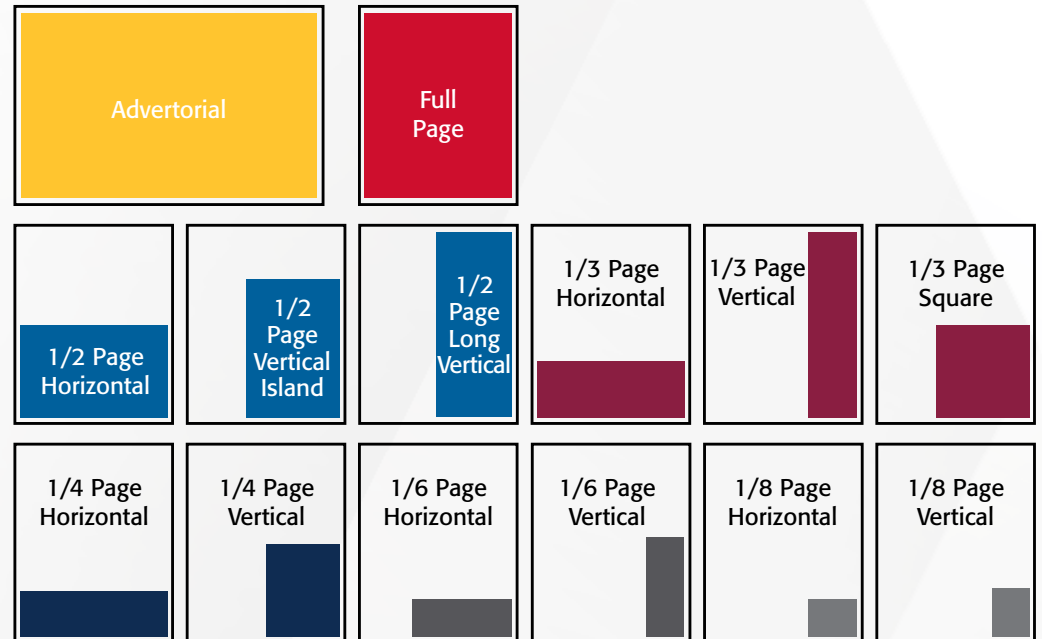 Advertorial
Full
Page
1/2 Page
Horizontal
1/2
Page
Vertical
Island
1/2
Page
Long
Vertical
1/3 Page
Horizontal
1/3 Page
Vertical
1/3 Page
Square
1/4 Page
Horizontal
1/4 Page
Vertical
1/6 Page
Horizontal
1/6 Page
Vertical
1/8 Page
Horizontal
1/8 Page
Vertical